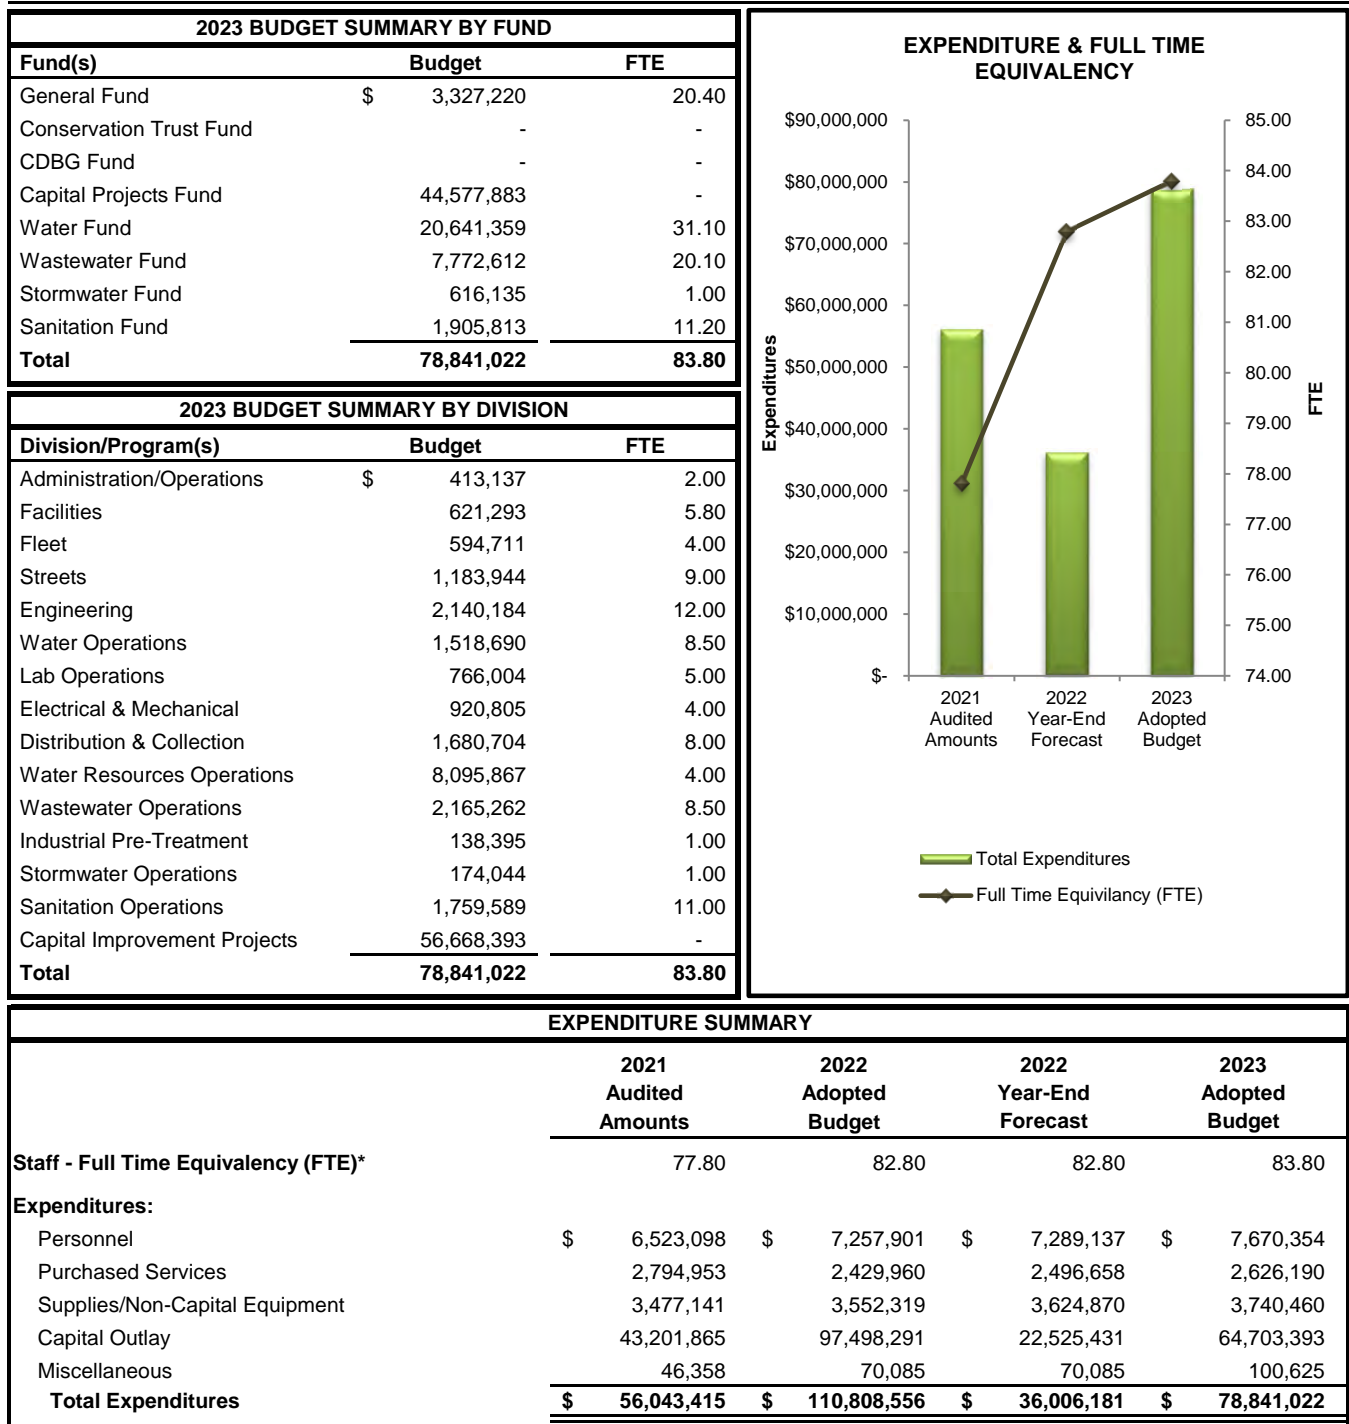 2023 BUDGET SUMMARY BY FUND
Fund(s) Budget FTE
General Fund $ 3,327,220 20.40
Conservation Trust Fund - -
CDBG Fund - -
Capital Projects Fund 44,577,883 -
Water Fund 20,641,359 31.10
Wastewater Fund 7,772,612 20.10
Stormwater Fund 616,135 1.00
Sanitation Fund 1,905,813 11.20
Total 78,841,022 83.80
2023 BUDGET SUMMARY BY DIVISION
Division/Program(s) Budget FTE
Administration/Operations $ 413,137 2.00
Facilities 621,293 5.80
Fleet 594,711 4.00
Streets 1,183,944 9.00
Engineering 2,140,184 12.00
Water Operations 1,518,690 8.50
Lab Operations 766,004 5.00
Electrical & Mechanical 920,805 4.00
Distribution & Collection 1,680,704 8.00
Water Resources Operations 8,095,867 4.00
Wastewater Operations 2,165,262 8.50
Industrial Pre-Treatment 138,395 1.00
Stormwater Operations 174,044 1.00
Sanitation Operations 1,759,589 11.00
Capital Improvement Projects 56,668,393 -
Total 78,841,022 83.80
EXPENDITURE & FULL TIME
EQUIVALENCY
$90,000,000
$80,000,000
$70,000,000
$60,000,000
$50,000,000
$40,000,000
$30,000,000
$20,000,000
$10,000,000
$-
Expenditures
85.00
84.00
83.00
82.00
81.00
80.00
79.00
78.00
77.00
76.00
75.00
74.00
FTE
2021 2022 2023
Audited Year-End Adopted
Amounts Forecast Budget
Total Expenditures
Full Time Equivilancy (FTE)
EXPENDITURE SUMMARY
2021 2022 2022 2023
Audited Adopted Year-End Adopted
Amounts Budget Forecast Budget
Staff - Full Time Equivalency (FTE)* 77.80 82.80 82.80 83.80
Expenditures:
Personnel $ 6,523,098 $ 7,257,901 $ 7,289,137 $ 7,670,354
Purchased Services 2,794,953 2,429,960 2,496,658 2,626,190
Supplies/Non-Capital Equipment 3,477,141 3,552,319 3,624,870 3,740,460
Capital Outlay 43,201,865 97,498,291 22,525,431 64,703,393
Miscellaneous 46,358 70,085 70,085 100,625
Total Expenditures $ 56,043,415 $ 110,808,556 $ 36,006,181 $ 78,841,022